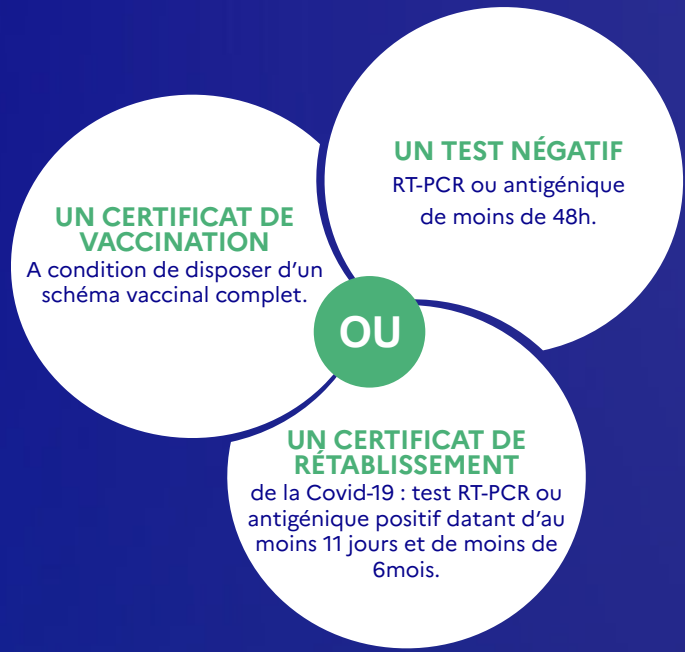 UN CERTIFICAT DE
VACCINATION
A condition de disposer d'un
schéma vaccinal complet.
UN TEST NÉGATIF
RT-PCR ou antigénique
de moins de 48h.
OU
UN CERTIFICAT DE
RÉTABLISSEMENT
de la Covid-19 : test RT-PCR ou
antigénique positif datant d'au
moins 11 jours et de moins de
6mois.